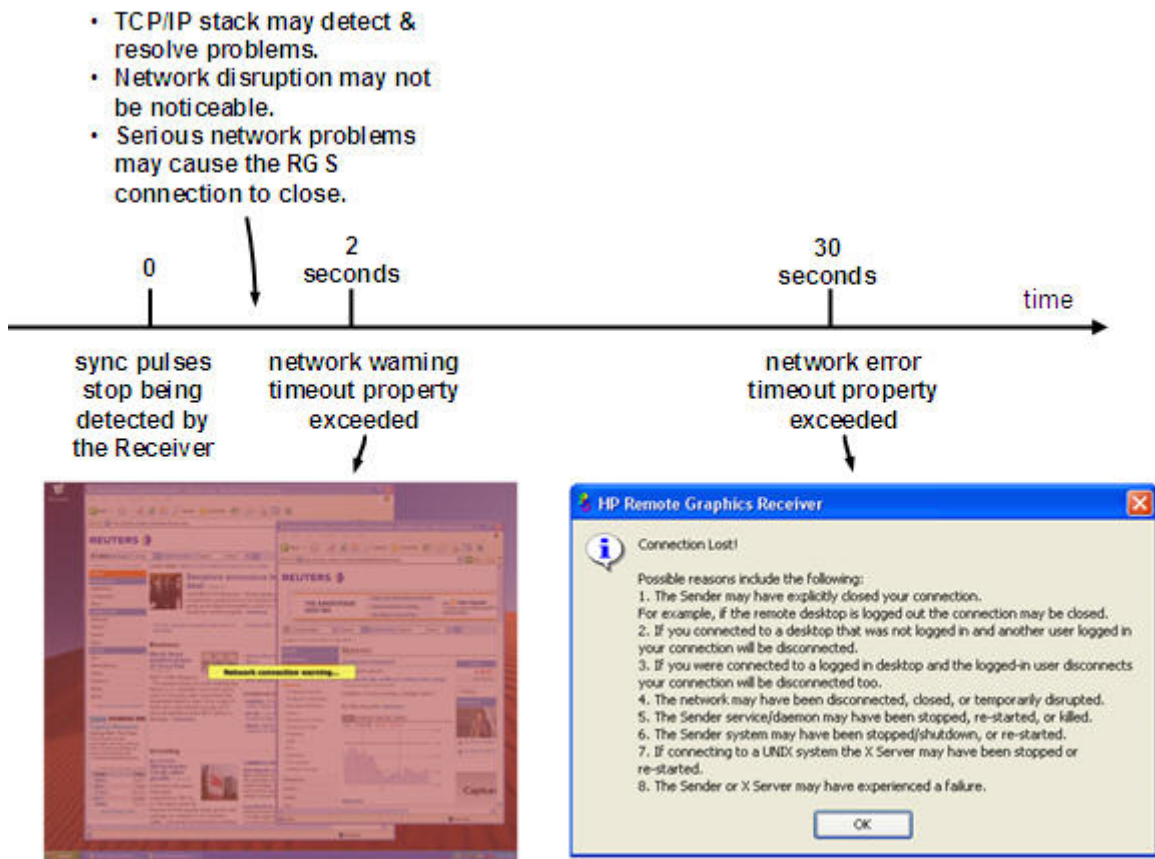 • TCP/IP stack may detect &
resolve problems.
• Network disruption may not
be noticeable.
• Serious network problems
may cause the RGS
connection to close.
0
2
seconds
30
seconds
time
sync pulses
stop being
detected by
the Receiver
network warning
timeout property
exceeded
network error
timeout property
exceeded
REUTERS
REUTERS
Network connection warning...
HP Remote Graphics Receiver
Connection Lost!
Possible reasons include the following:
1. The Sender may have explicitly closed your connection.
For example, if the remote desktop is logged out the connection may be closed.
2. If you connected to a desktop that was not logged in and another user logged in
your connection will be disconnected.
3. If you were connected to a logged in desktop and the logged-in user disconnects
your connection will be disconnected too.
4. The network may have been disconnected, closed, or temporarily disrupted.
5. The Sender service/daemon may have been stopped, re-started, or killed.
6. The Sender system may have been stopped/shutdown, or re-started.
7. If connecting to a UNIX system the X Server may have been stopped or
re-started.
8. The Sender or X Server may have experienced a failure.
OK